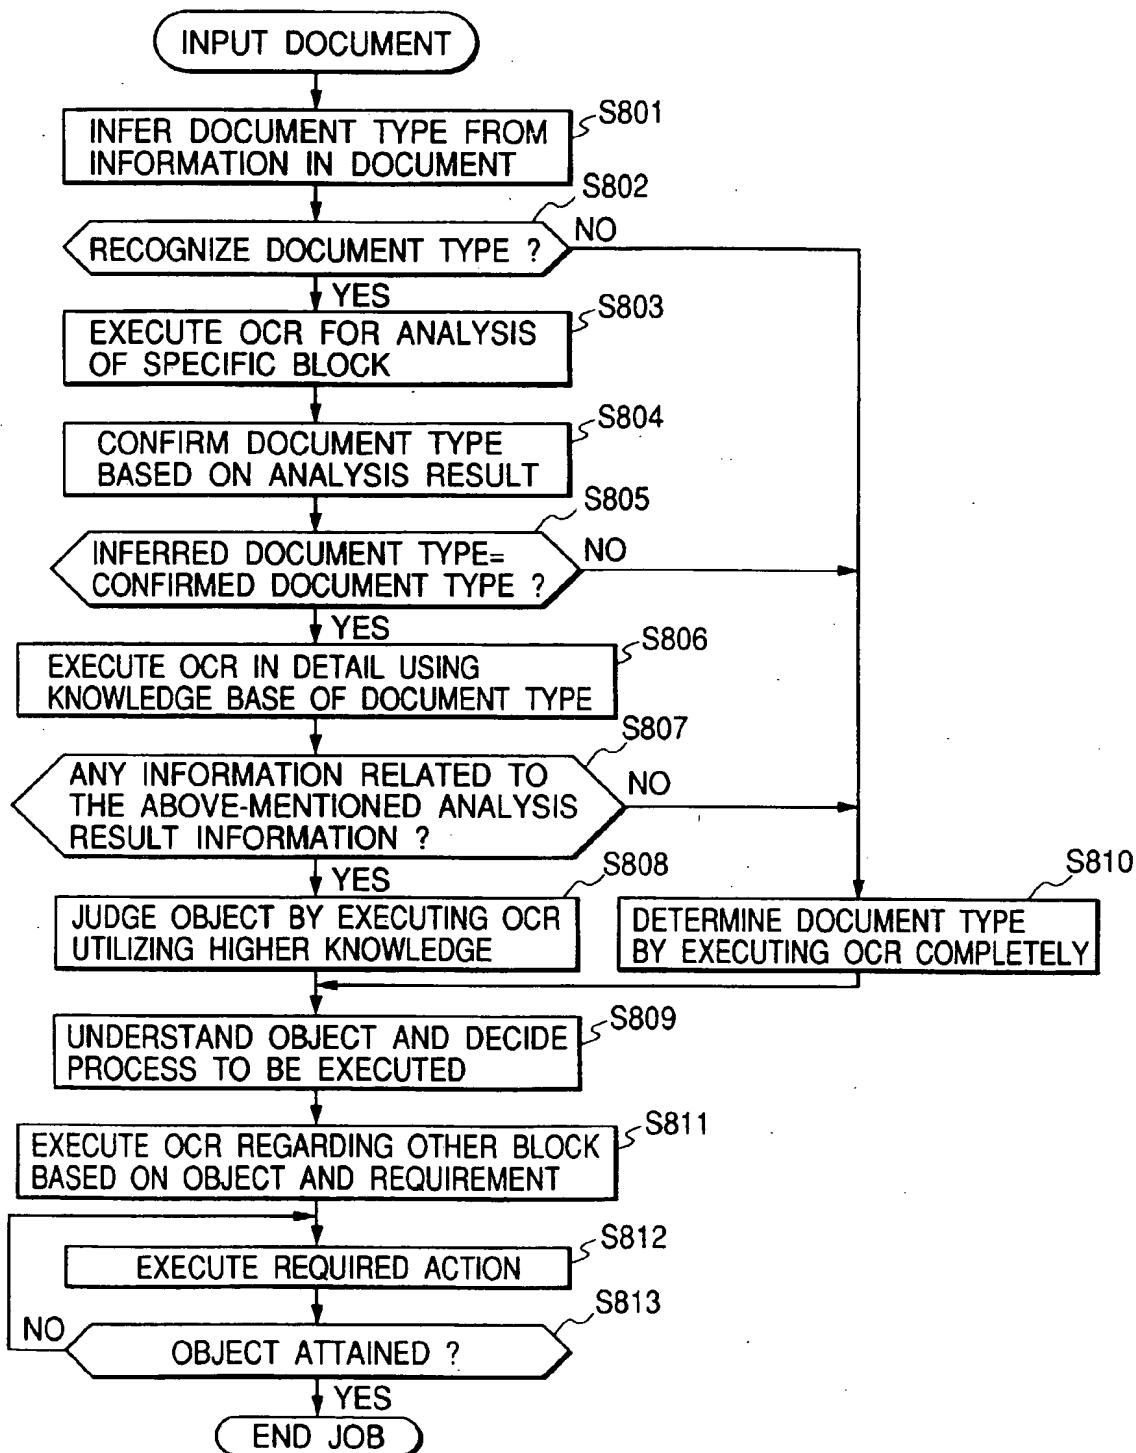 INPUT DOCUMENT
S801
INFER DOCUMENT TYPE FROM
INFORMATION IN DOCUMENT
S802
RECOGNIZE DOCUMENT TYPE ?
NO
YES
S803
EXECUTE OCR FOR ANALYSIS
OF SPECIFIC BLOCK
S804
CONFIRM DOCUMENT TYPE
BASED ON ANALYSIS RESULT
S805
INFERRED DOCUMENT TYPE=
CONFIRMED DOCUMENT TYPE ?
NO
YES
S806
EXECUTE OCR IN DETAIL USING
KNOWLEDGE BASE OF DOCUMENT TYPE
S807
ANY INFORMATION RELATED TO
THE ABOVE-MENTIONED ANALYSIS
RESULT INFORMATION ?
NO
YES
S808
JUDGE OBJECT BY EXECUTING OCR
UTILIZING HIGHER KNOWLEDGE
S810
DETERMINE DOCUMENT TYPE
BY EXECUTING OCR COMPLETELY
S809
UNDERSTAND OBJECT AND DECIDE
PROCESS TO BE EXECUTED
S811
EXECUTE OCR REGARDING OTHER BLOCK
BASED ON OBJECT AND REQUIREMENT
S812
EXECUTE REQUIRED ACTION
S813
NO
OBJECT ATTAINED ?
YES
END JOB